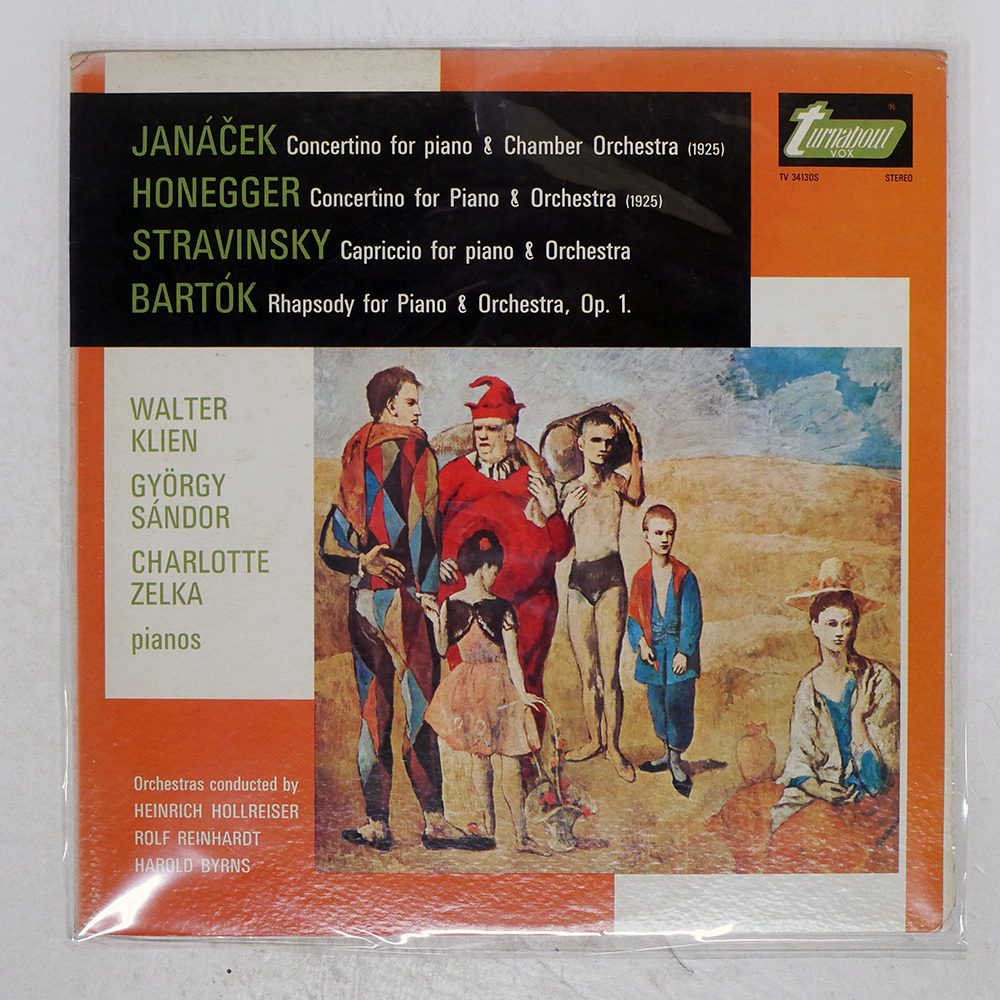 JANÁČEK Concertino for piano & Chamber Orchestra (1925)
HONEGGER Concertino for Piano & Orchestra (1925)
STRAVINSKY Capriccio for piano & Orchestra
BARTÓK Rhapsody for Piano & Orchestra, Op. 1.
turnabout
VOX
®
TV 34130S STEREO
WALTER
KLIEN
GYÖRGY
SÁNDOR
CHARLOTTE
ZELKA
pianos
Orchestras conducted by
HEINRICH HOLLREISER
ROLF REINHARDT
HAROLD BYRNS